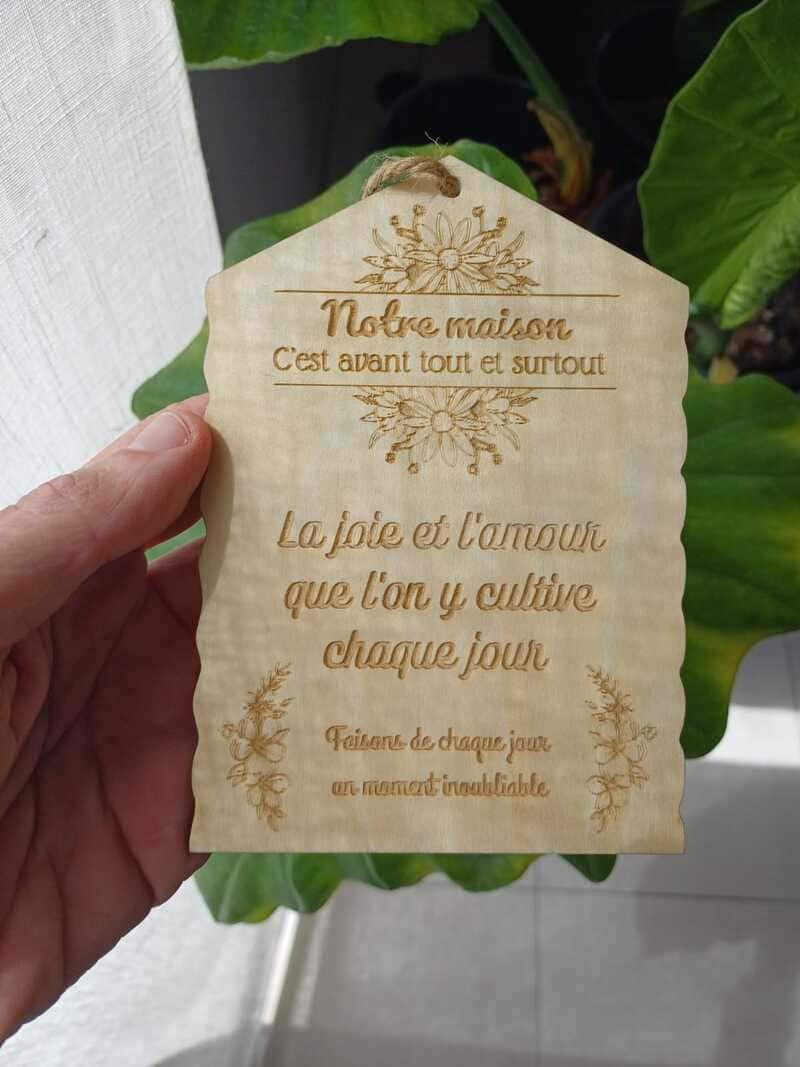 Notre maison
C'est avant tout et surtout
La joie et l'amour
que l'on y cultive
chaque jour
Faisons de chaque jour
un moment inoubliable